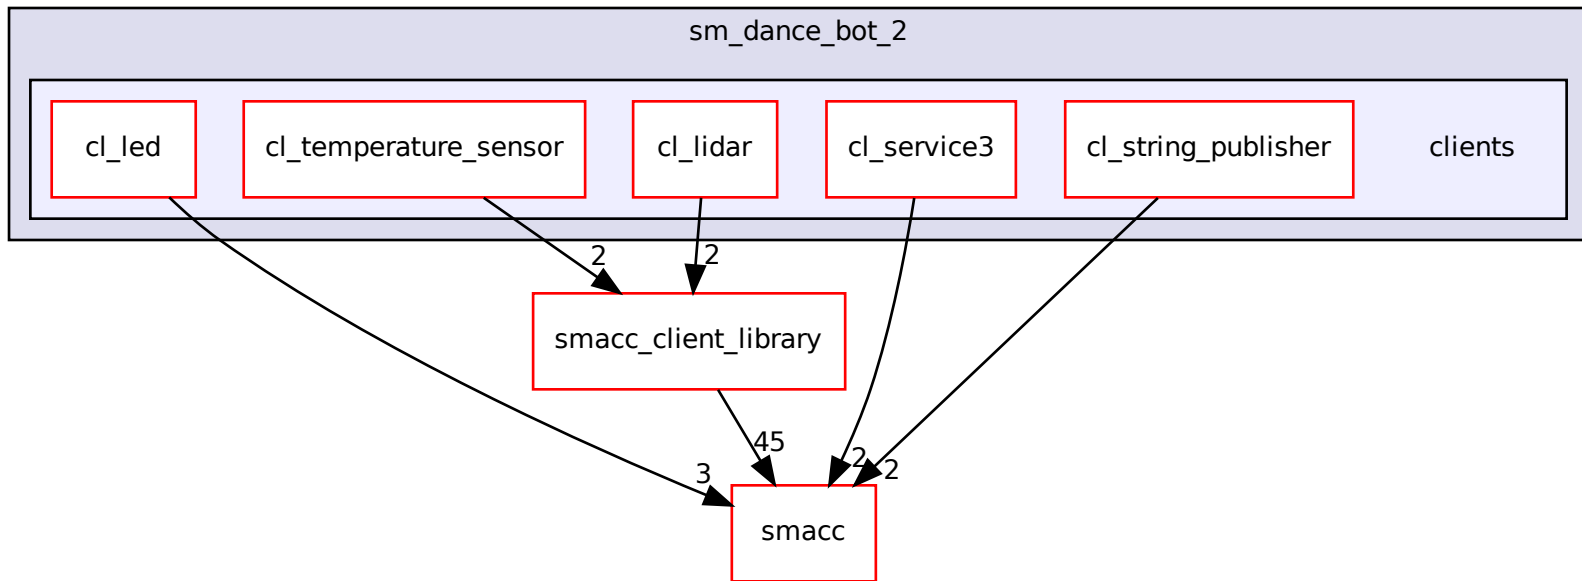 sm_dance_bot_2
cl_led
cl_temperature_sensor
cl_lidar
cl_service3
cl_string_publisher
clients
2
2
smacc_client_library
45
3
2
2
smacc